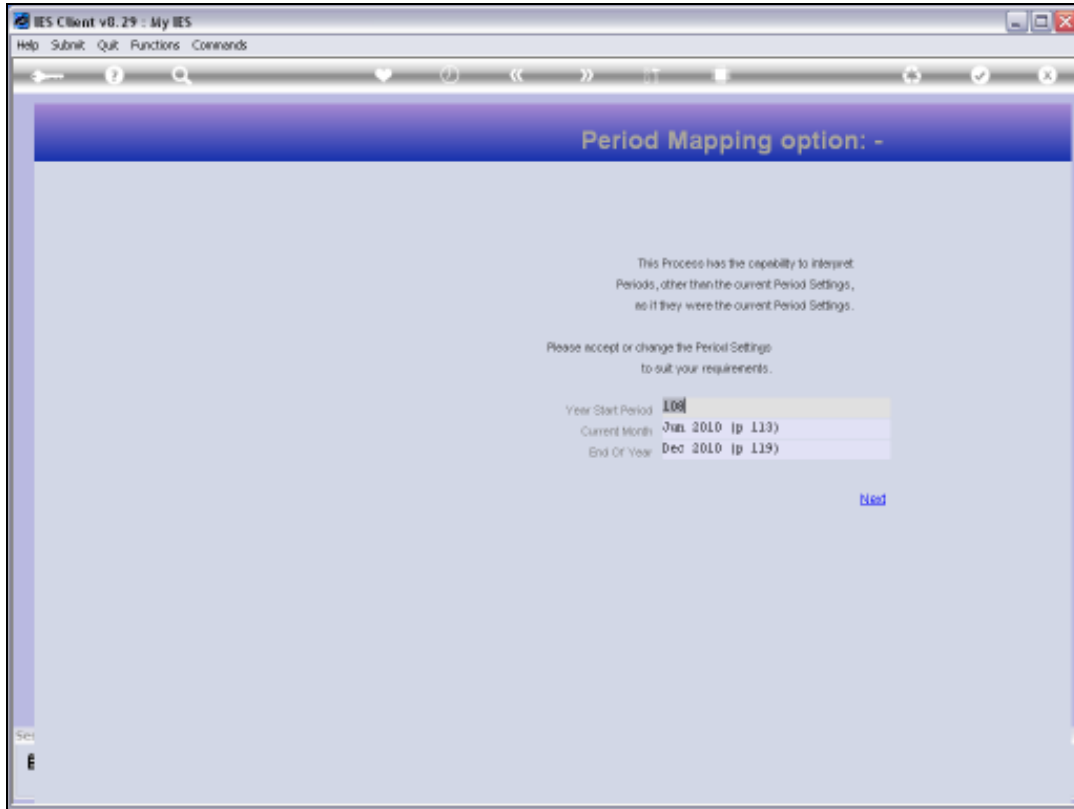 IES Client v8.29 : My IES
Help Submit Quit Functions Commands
Period Mapping option: -
This Process has the capability to interpret
Periods, other than the current Period Settings,
as if they were the current Period Settings.
Please accept or change the Period Settings
to suit your requirements.
Year Start Period 108
Current Month Jun 2010 (p 113)
End Of Year Dec 2010 (p 119)
Next